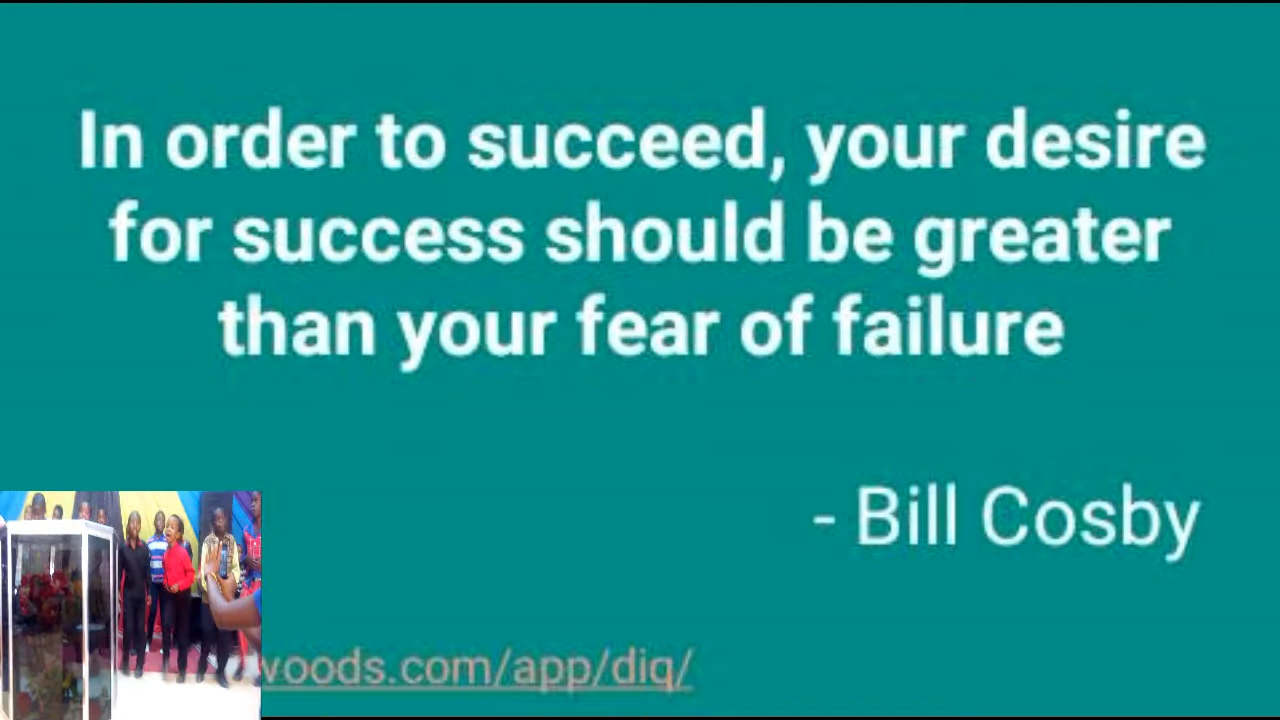 In order to succeed, your desire
for success should be greater
than your fear of failure
- Bill Cosby
woods.com/app/diq/